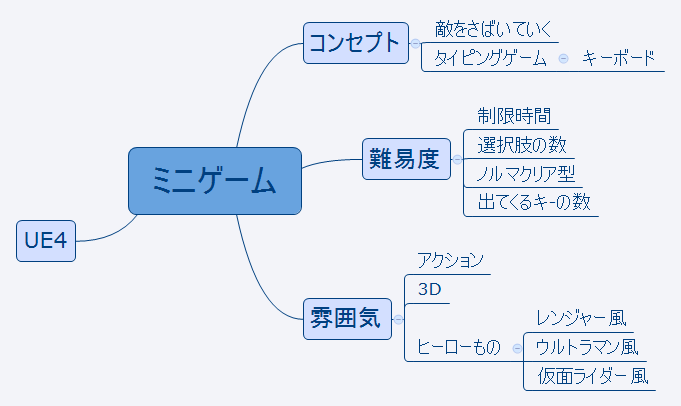 コンセプト
敵をさばいていく
タイピングゲーム
キーボード
難易度
制限時間
選択肢の数
ノルマクリア型
出てくるキーの数
ミニゲーム
UE4
雰囲気
アクション
3D
ヒーローもの
レンジャー風
ウルトラマン風
仮面ライダー風